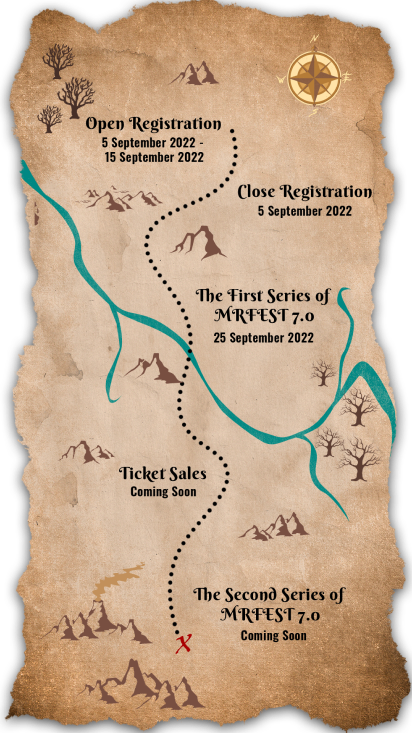 N
Open Registration
5 September 2022 -
15 September 2022
Close Registration
5 September 2022
The First Series of
MRFEST 7.0
25 September 2022
Ticket Sales
Coming Soon
The Second Series of
MRFEST 7.0
Coming Soon
X